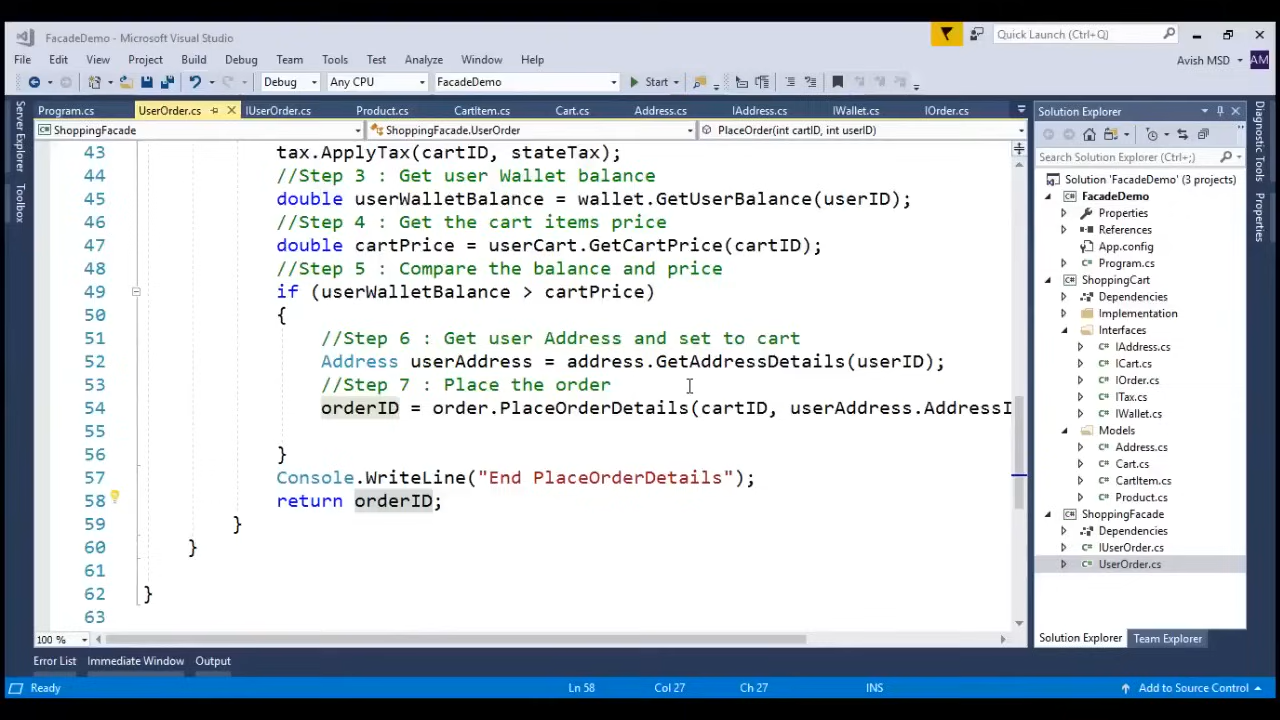 FacadeDemo - Microsoft Visual Studio
Quick Launch (Ctrl+Q)
File Edit View Project Build Debug Team Tools Test Analyze Window Help
Avish MSD AM
Debug Any CPU FacadeDemo Start
Server Explorer
Toolbox
Program.cs UserOrder.cs IUserOrder.cs Product.cs CartItem.cs Cart.cs Address.cs IAddress.cs IWallet.cs IOrder.cs
ShoppingFacade ShoppingFacade.UserOrder PlaceOrder(int cartID, int userID)
43 tax.ApplyTax(cartID, stateTax);
44 //Step 3 : Get user Wallet balance
45 double userWalletBalance = wallet.GetUserBalance(userID);
46 //Step 4 : Get the cart items price
47 double cartPrice = userCart.GetCartPrice(cartID);
48 //Step 5 : Compare the balance and price
49 if (userWalletBalance > cartPrice)
50 {
51 //Step 6 : Get user Address and set to cart
52 Address userAddress = address.GetAddressDetails(userID);
53 //Step 7 : Place the order
54 orderID = order.PlaceOrderDetails(cartID, userAddress.AddressI
55
56 }
57 Console.WriteLine("End PlaceOrderDetails");
58 return orderID;
59 }
60 }
61
62 }
63
100 %
Solution Explorer
Search Solution Explorer (Ctrl+;)
Solution 'FacadeDemo' (3 projects)
FacadeDemo
Properties
References
App.config
Program.cs
ShoppingCart
Dependencies
Implementation
Interfaces
IAddress.cs
ICart.cs
IOrder.cs
ITax.cs
IWallet.cs
Models
Address.cs
Cart.cs
CartItem.cs
Product.cs
ShoppingFacade
Dependencies
IUserOrder.cs
UserOrder.cs
Solution Explorer Team Explorer
Diagnostic Tools
Properties
Error List Immediate Window Output
Ready Ln 58 Col 27 Ch 27 INS Add to Source Control